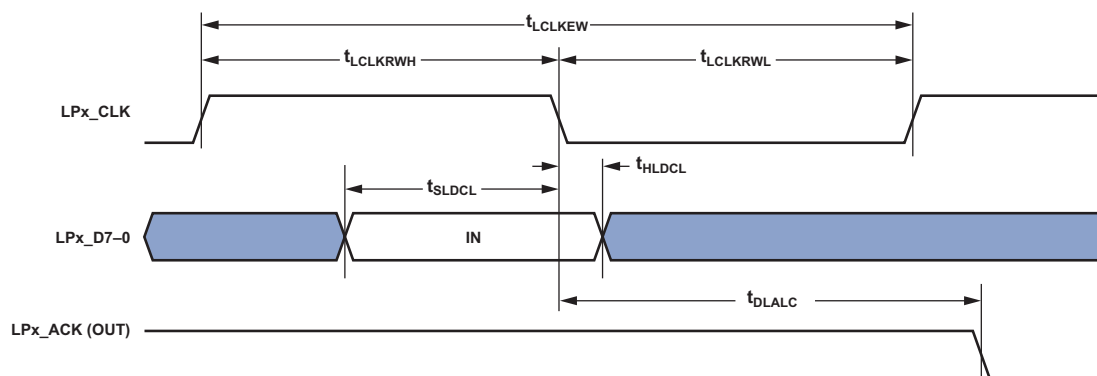 tLCLKEW
tLCLKRWH
tLCLKRWL
LPx_CLK
tHLDCL
tSLDCL
LPx_D7–0
IN
tDLALC
LPx_ACK (OUT)